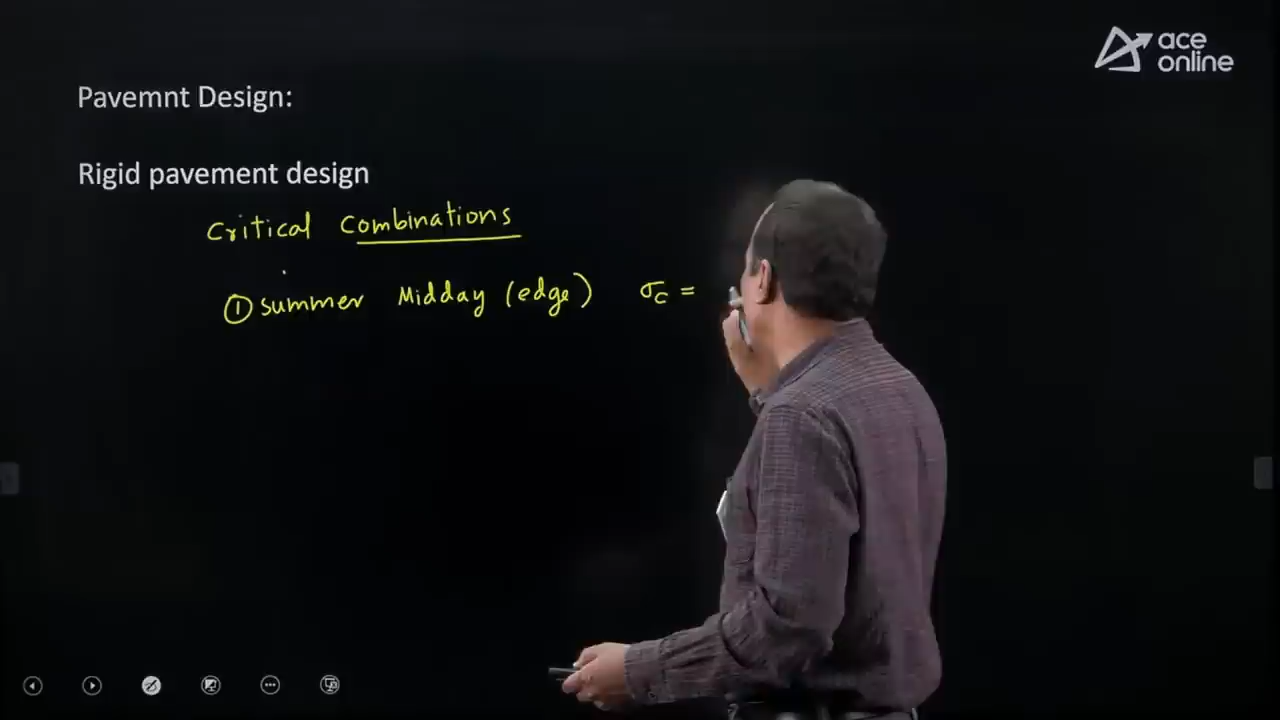 ace
online
Pavemnt Design:
Rigid pavement design
Critical Combinations
① summer Midday (edge) σc =